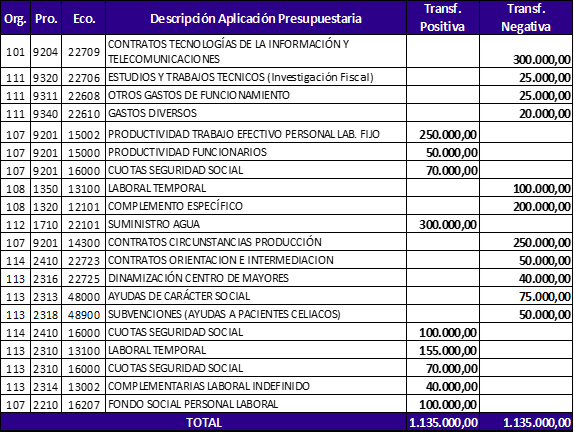 Org. Pro. Eco. Descripción Aplicación Presupuestaria Transf. Positiva Transf. Negativa
101 9204 22709 CONTRATOS TECNOLOGÍAS DE LA INFORMACIÓN Y
TELECOMUNICACIONES 300.000,00
111 9320 22706 ESTUDIOS Y TRABAJOS TECNICOS (Investigación Fiscal) 25.000,00
111 9311 22608 OTROS GASTOS DE FUNCIONAMIENTO 25.000,00
111 9340 22610 GASTOS DIVERSOS 20.000,00
107 9201 15002 PRODUCTIVIDAD TRABAJO EFECTIVO PERSONAL LAB. FIJO 250.000,00
107 9201 15000 PRODUCTIVIDAD FUNCIONARIOS 50.000,00
107 9201 16000 CUOTAS SEGURIDAD SOCIAL 70.000,00
108 1350 13100 LABORAL TEMPORAL 100.000,00
108 1320 12101 COMPLEMENTO ESPECÍFICO 200.000,00
112 1710 22101 SUMINISTRO AGUA 300.000,00
107 9201 14300 CONTRATOS CIRCUNSTANCIAS PRODUCCIÓN 250.000,00
114 2410 22723 CONTRATOS ORIENTACION E INTERMEDIACION 50.000,00
113 2316 22725 DINAMIZACIÓN CENTRO DE MAYORES 40.000,00
113 2313 48000 AYUDAS DE CARÁCTER SOCIAL 75.000,00
113 2318 48900 SUBVENCIONES (AYUDAS A PACIENTES CELIACOS) 50.000,00
114 2410 16000 CUOTAS SEGURIDAD SOCIAL 100.000,00
113 2310 13100 LABORAL TEMPORAL 155.000,00
113 2310 16000 CUOTAS SEGURIDAD SOCIAL 70.000,00
113 2314 13002 COMPLEMENTARIAS LABORAL INDEFINIDO 40.000,00
107 2210 16207 FONDO SOCIAL PERSONAL LABORAL 100.000,00
TOTAL 1.135.000,00 1.135.000,00